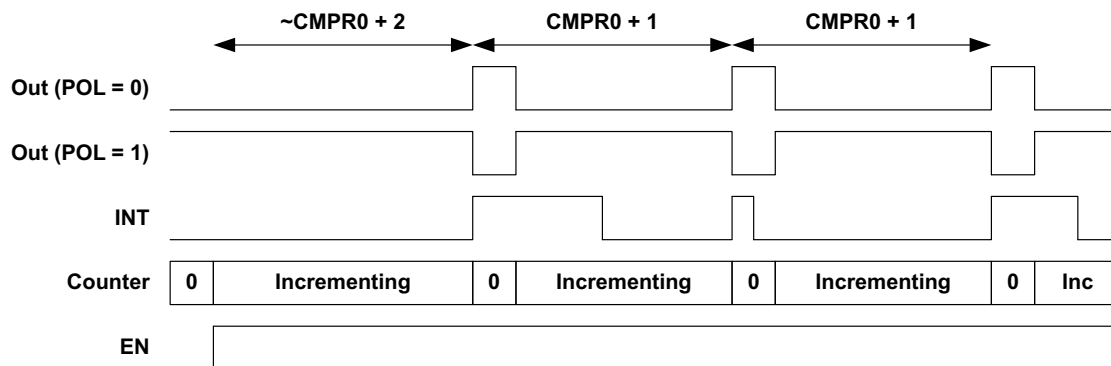 ~CMPR0 + 2 CMPR0 + 1 CMPR0 + 1
Out (POL = 0)
Out (POL = 1)
INT
Counter 0 Incrementing 0 Incrementing 0 Incrementing 0 Inc
EN